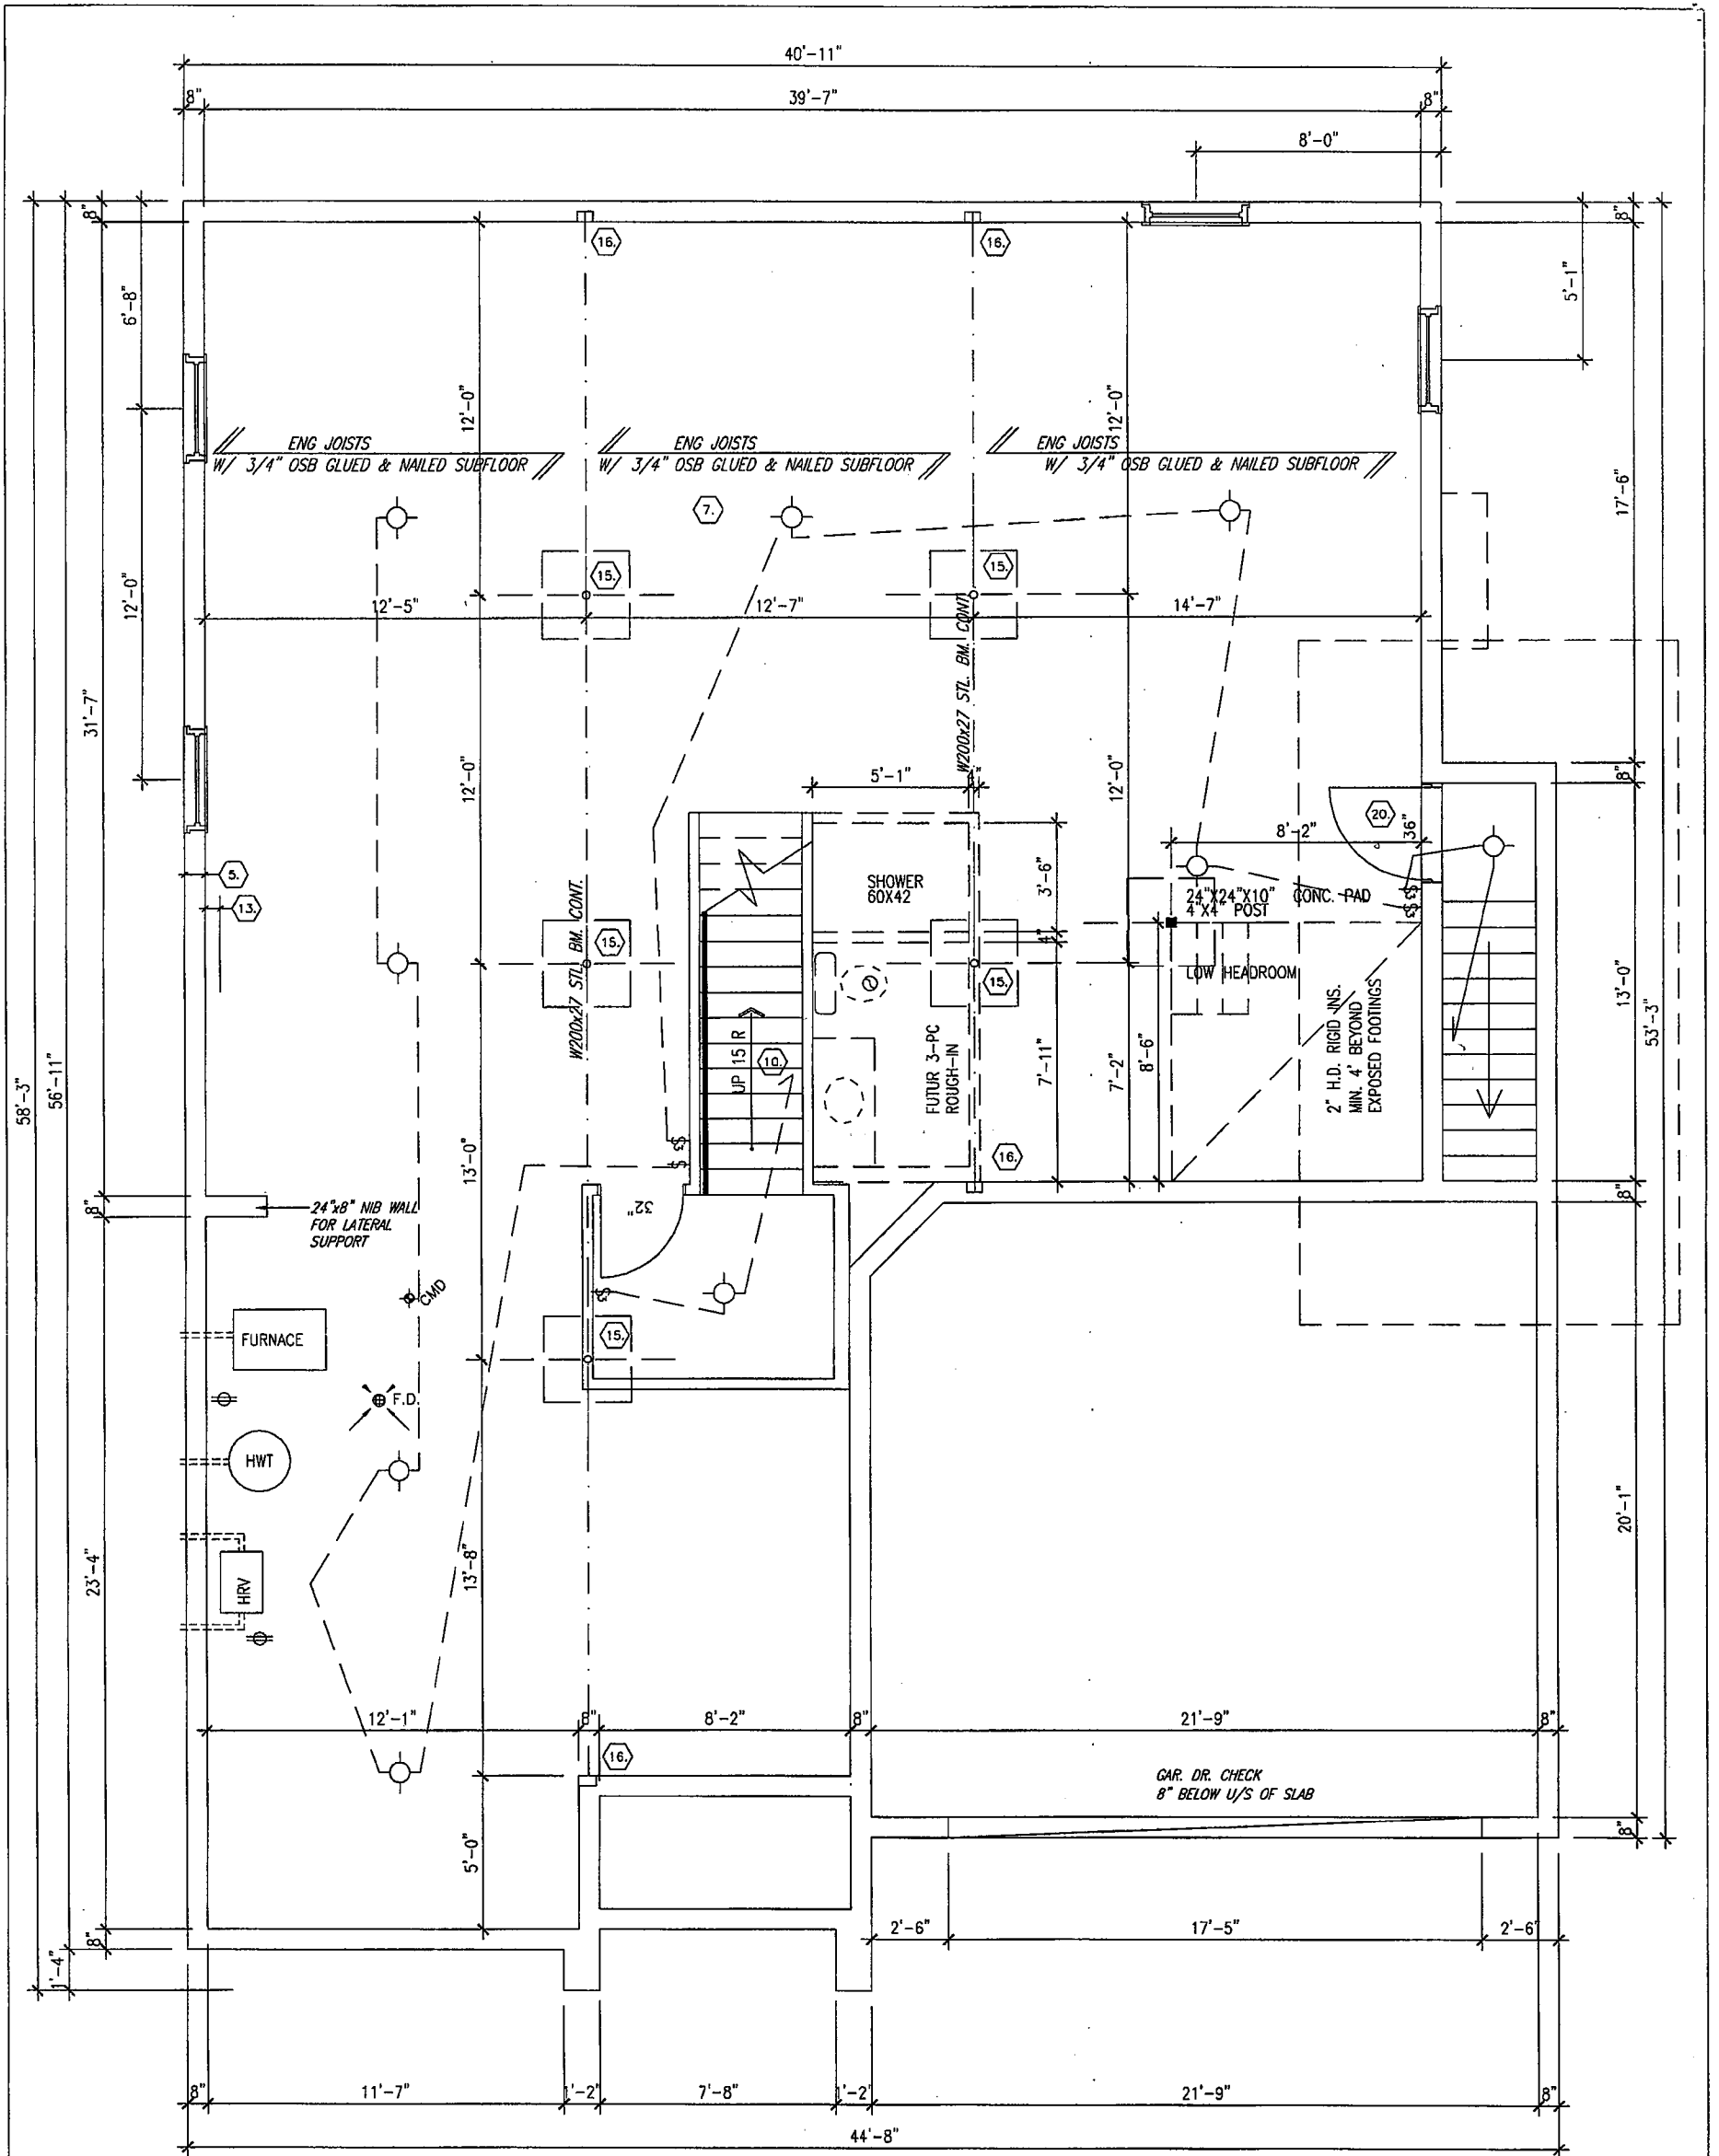 40'-11"
8"
39'-7"
8"
8'-0"
8"
8"
16.
16.
6'-8"
5'-1"
12'-0"
12'-0"
ENG JOISTS
W/ 3/4" OSB GLUED & NAILED SUBFLOOR
ENG JOISTS
W/ 3/4" OSB GLUED & NAILED SUBFLOOR
ENG JOISTS
W/ 3/4" OSB GLUED & NAILED SUBFLOOR
7.
17'-6"
15.
15.
12'-0"
12'-5"
12'-7"
14'-7"
W200x27 STL. BM. CONT.
31'-7"
12'-0"
12'-0"
5'-1"
4"
8"
20.
36"
8'-2"
5.
13.
SHOWER
60X42
3'-6"
4"
24"X24"X10" CONC. PAD
4"X4" POST
S3
S3
W200x27 STL. BM. CONT.
15.
15.
LOW HEADROOM
13'-0"
53'-3"
58'-3"
56'-11"
UP 15 R
10.
FUTUR 3-PC
ROUGH-IN
7'-11"
7'-2"
8'-6"
2" H.D. RIGID INS.
MIN. 4' BEYOND
EXPOSED FOOTINGS
13'-0"
S3
S
16.
8"
8"
24"x8" NIB WALL
FOR LATERAL
SUPPORT
32"
CMD
S3
FURNACE
15.
F.D.
HWT
20'-1"
23'-4"
13'-8"
HRV
12'-1"
8"
8'-2"
8"
21'-9"
8"
16.
GAR. DR. CHECK
8" BELOW U/S OF SLAB
8"
5'-0"
2'-6"
17'-5"
2'-6"
8"
1'-4"
8"
11'-7"
1'-2"
7'-8"
1'-2"
21'-9"
8"
44'-8"